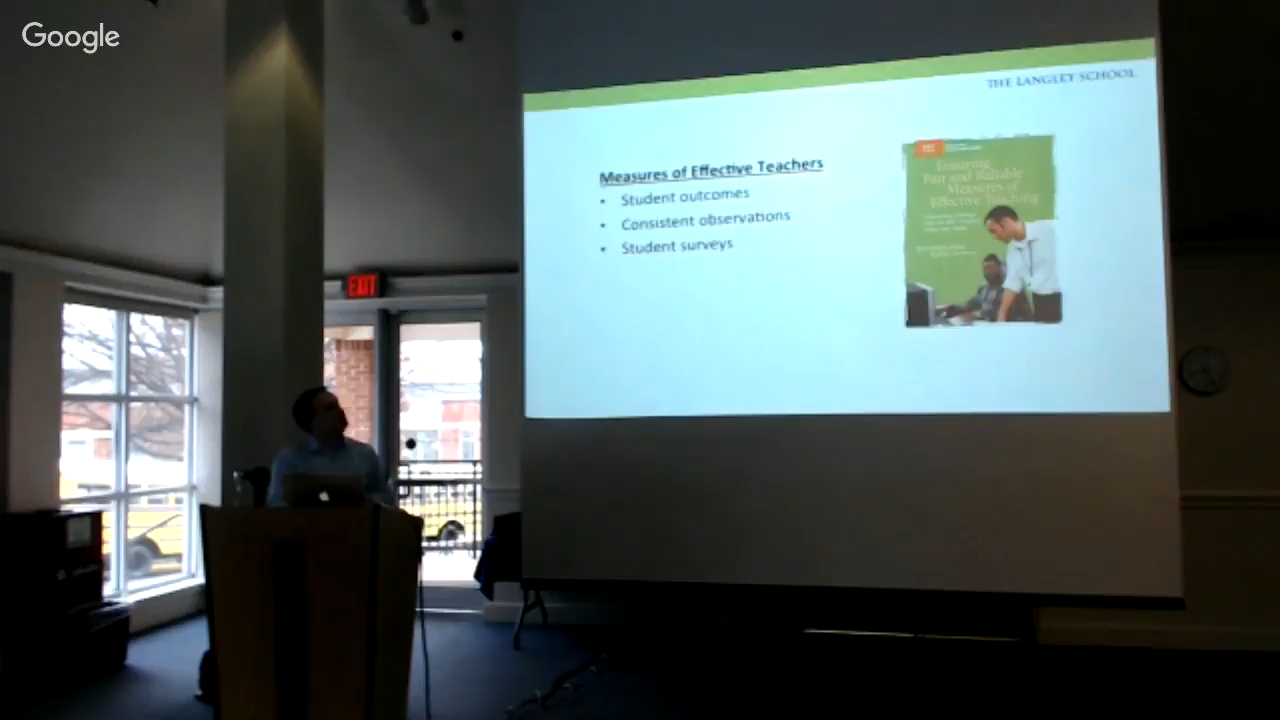 Google
THE LANGLEY SCHOOL
Measures of Effective Teachers
• Student outcomes
• Consistent observations
• Student surveys
Ensuring
Fair and Reliable
Measures of
Effective Teaching
EXIT